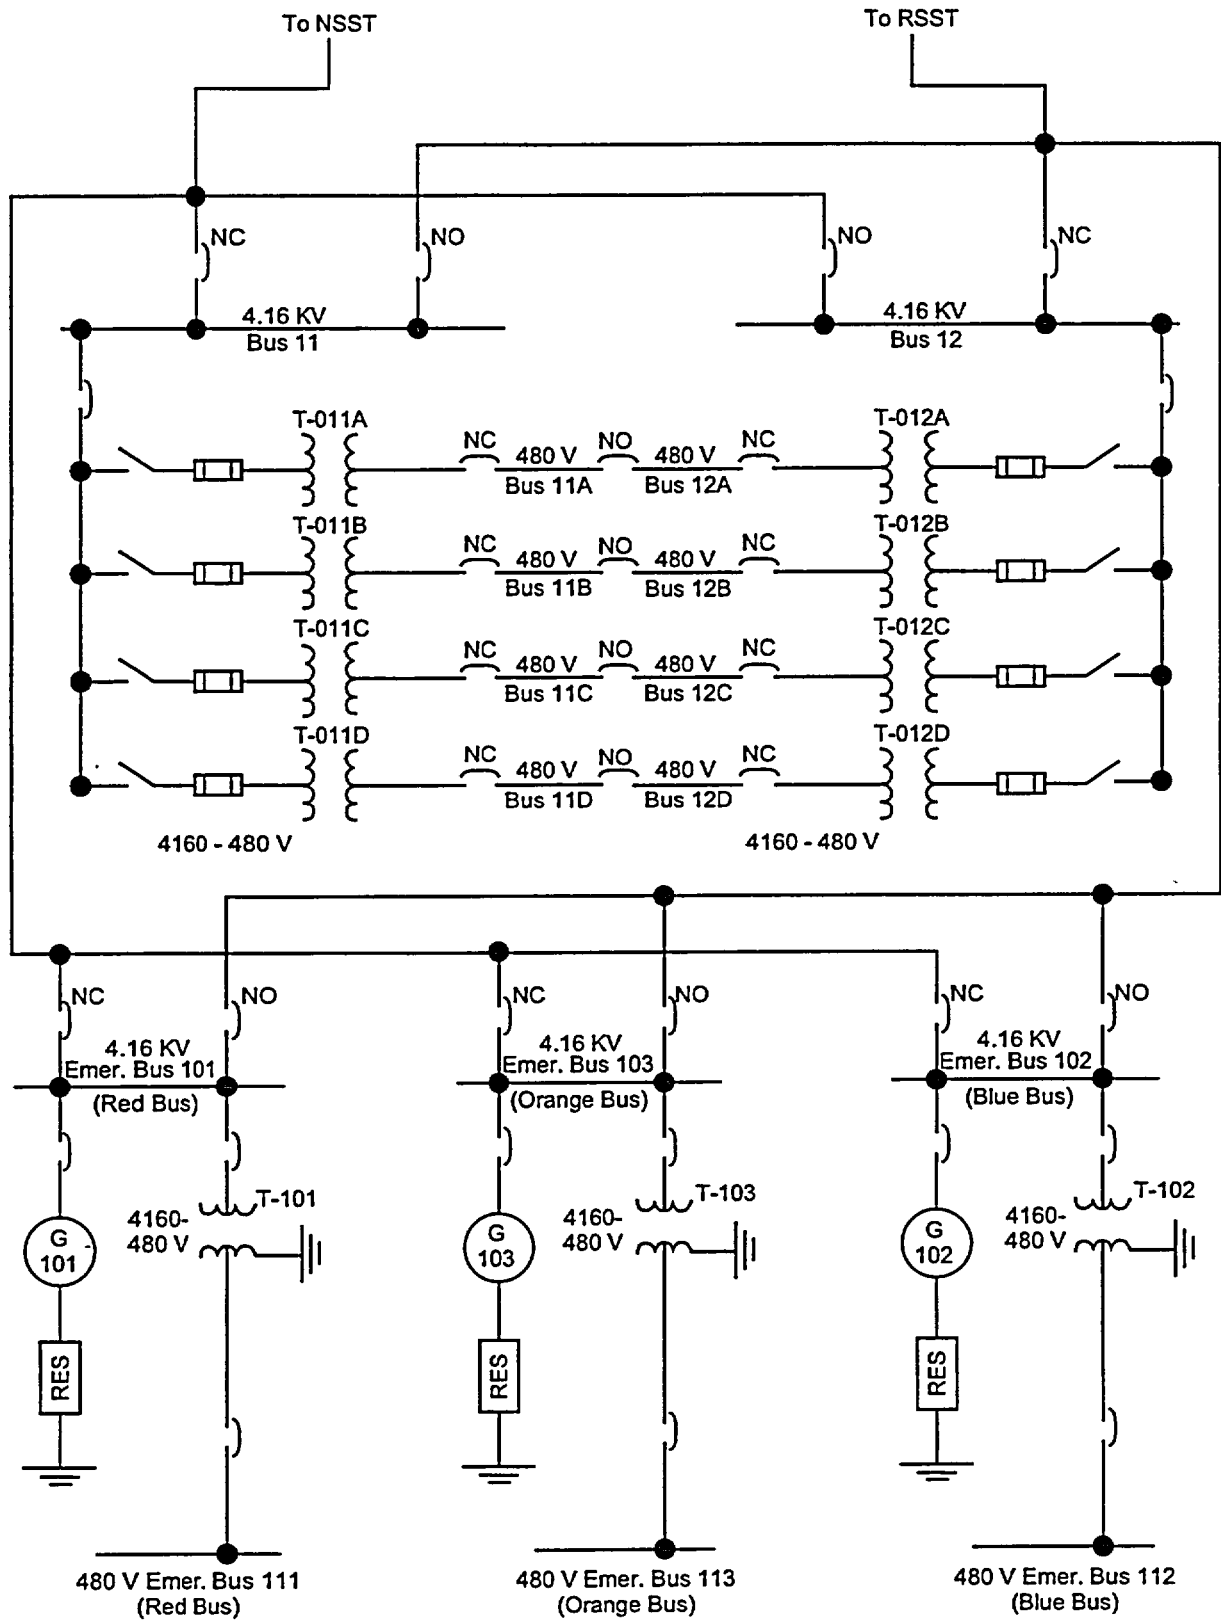 To NSST
To RSST
NC
NO
NO
NC
4.16 KV
Bus 11
4.16 KV
Bus 12
T-011A
NC
480 V
NO
480 V
NC
T-012A
Bus 11A
Bus 12A
T-011B
NC
480 V
NO
480 V
NC
T-012B
Bus 11B
Bus 12B
T-011C
NC
480 V
NO
480 V
NC
T-012C
Bus 11C
Bus 12C
T-011D
NC
480 V
NO
480 V
NC
T-012D
Bus 11D
Bus 12D
4160 - 480 V
4160 - 480 V
NC
NO
NC
NO
NC
NO
4.16 KV
Emer. Bus 101
(Red Bus)
4.16 KV
Emer. Bus 103
(Orange Bus)
4.16 KV
Emer. Bus 102
(Blue Bus)
T-101
4160-
480 V
G
101
RES
T-103
4160-
480 V
G
103
RES
T-102
4160-
480 V
G
102
RES
480 V Emer. Bus 111
(Red Bus)
480 V Emer. Bus 113
(Orange Bus)
480 V Emer. Bus 112
(Blue Bus)